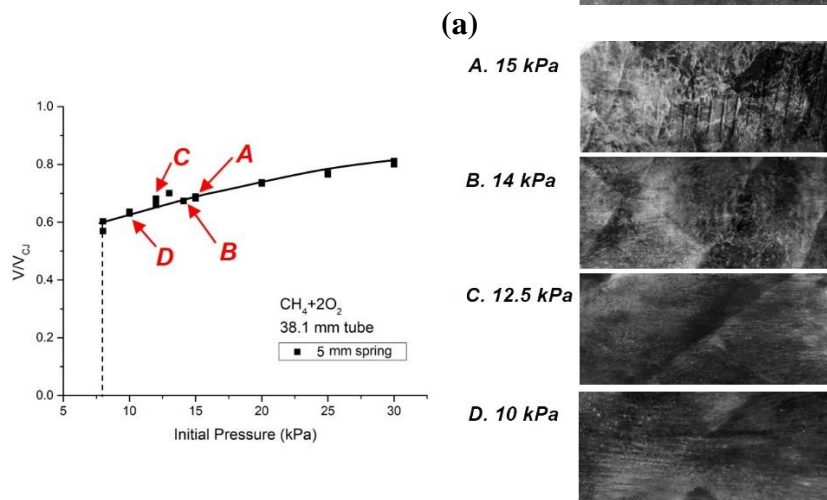 (a)
A. 15 kPa
B. 14 kPa
C. 12.5 kPa
D. 10 kPa
1.0
0.8
0.6
0.4
0.2
0.0
V/V_CJ
C
A
D
B
CH₄+2O₂
38.1 mm tube
5 mm spring
5 10 15 20 25 30
Initial Pressure (kPa)